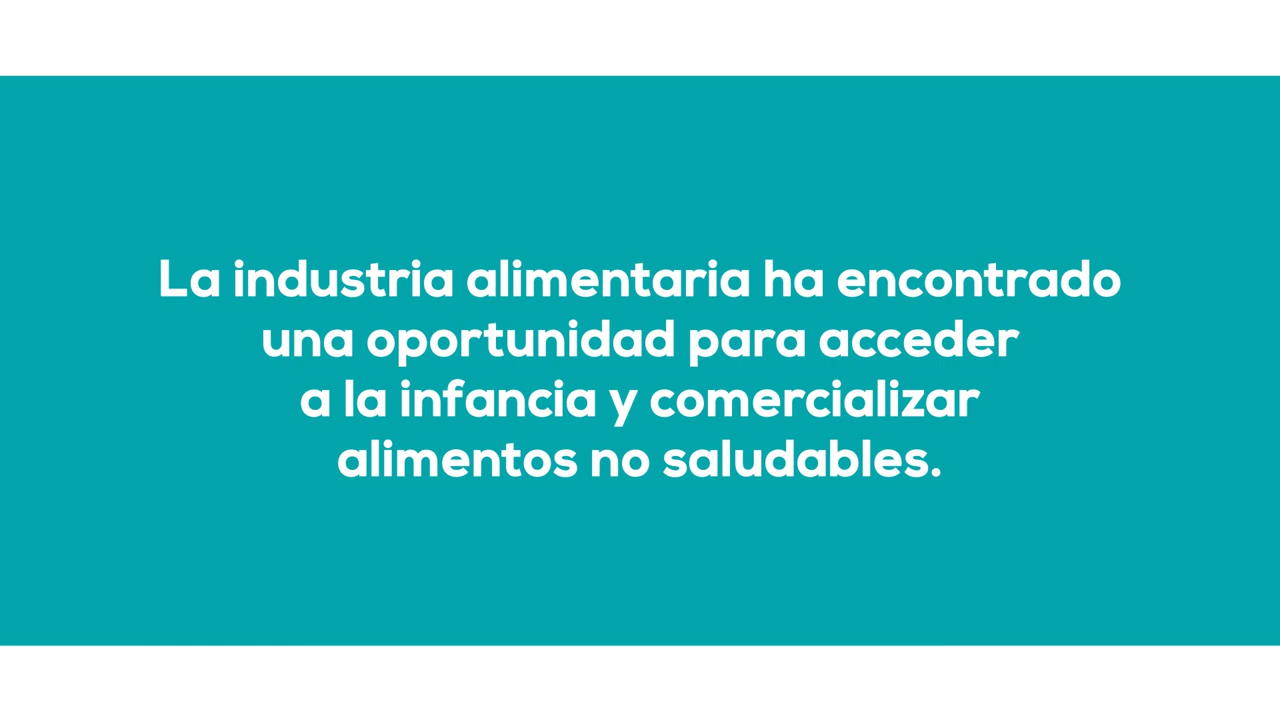 La industria alimentaria ha encontrado
una oportunidad para acceder
a la infancia y comercializar
alimentos no saludables.